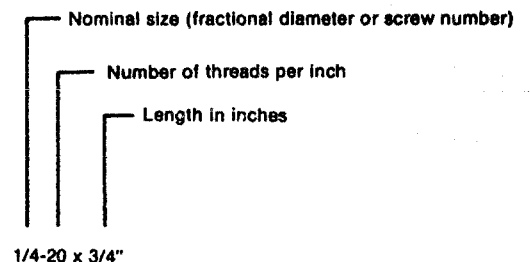 Nominal size (fractional diameter or screw number)
Number of threads per inch
Length in inches
1/4-20 x 3/4"